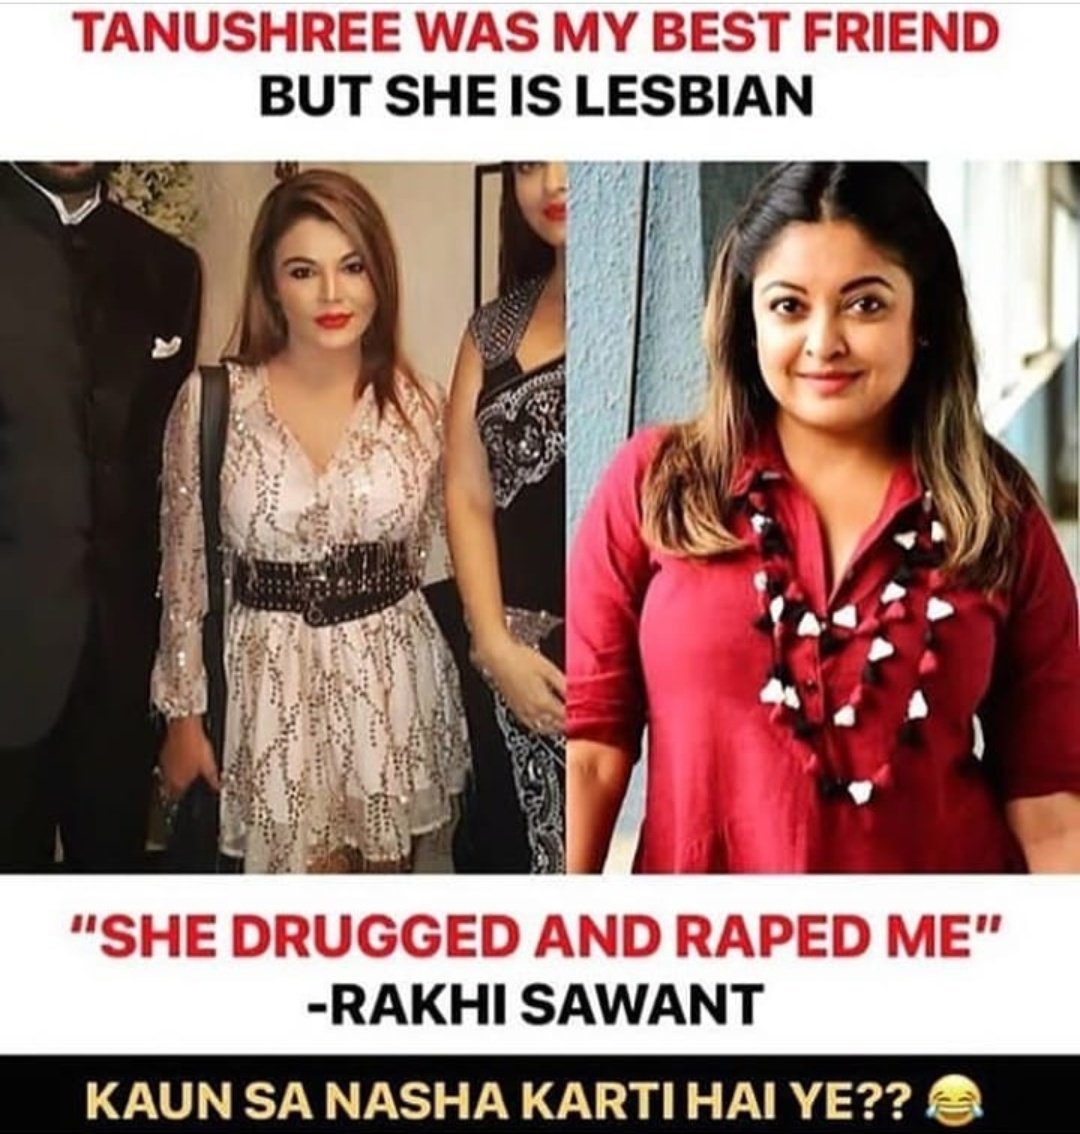 TANUSHREE WAS MY BEST FRIEND
BUT SHE IS LESBIAN
"SHE DRUGGED AND RAPED ME"
-RAKHI SAWANT
KAUN SA NASHA KARTI HAI YE?? 😂